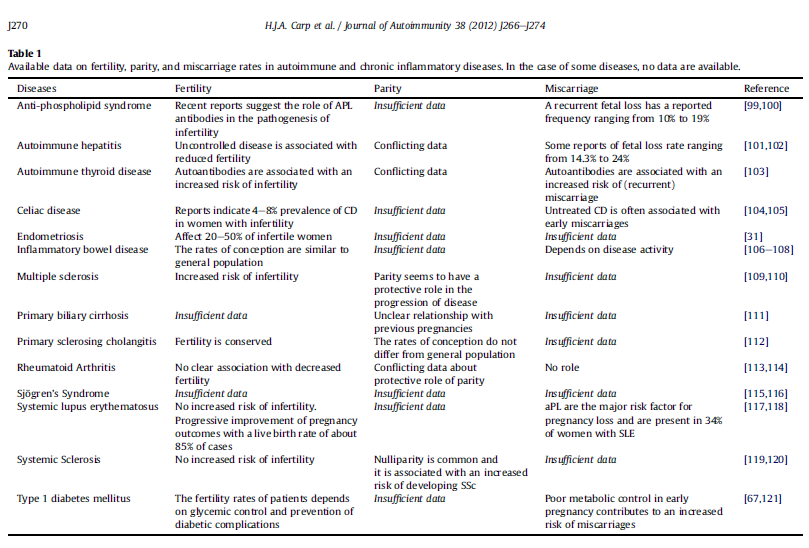 J270
H.J.A. Carp et al. / Journal of Autoimmunity 38 (2012) J266–J274
Table 1
Available data on fertility, parity, and miscarriage rates in autoimmune and chronic inflammatory diseases. In the case of some diseases, no data are available.
Diseases Fertility Parity Miscarriage Reference
Anti-phospholipid syndrome Recent reports suggest the role of APL Insufficient data A recurrent fetal loss has a reported [99,100]
antibodies in the pathogenesis of frequency ranging from 10% to 19%
infertility
Autoimmune hepatitis Uncontrolled disease is associated with Conflicting data Some reports of fetal loss rate ranging [101,102]
reduced fertility from 14.3% to 24%
Autoimmune thyroid disease Autoantibodies are associated with an Conflicting data Autoantibodies are associated with an [103]
increased risk of infertility increased risk of (recurrent)
miscarriage
Celiac disease Reports indicate 4–8% prevalence of CD Insufficient data Untreated CD is often associated with [104,105]
in women with infertility early miscarriages
Endometriosis Affect 20–50% of infertile women Insufficient data Insufficient data [31]
Inflammatory bowel disease The rates of conception are similar to Insufficient data Depends on disease activity [106–108]
general population
Multiple sclerosis Increased risk of infertility Parity seems to have a Insufficient data [109,110]
protective role in the
progression of disease
Primary biliary cirrhosis Insufficient data Unclear relationship with Insufficient data [111]
previous pregnancies
Primary sclerosing cholangitis Fertility is conserved The rates of conception do not Insufficient data [112]
differ from general population
Rheumatoid Arthritis No clear association with decreased Conflicting data about No role [113,114]
fertility protective role of parity
Sjögren's Syndrome Insufficient data Insufficient data Insufficient data [115,116]
Systemic lupus erythematosus No increased risk of infertility. Insufficient data aPL are the major risk factor for [117,118]
Progressive improvement of pregnancy pregnancy loss and are present in 34%
outcomes with a live birth rate of about of women with SLE
85% of cases
Systemic Sclerosis No increased risk of infertility Nulliparity is common and Insufficient data [119,120]
it is associated with an increased
risk of developing SSc
Type 1 diabetes mellitus The fertility rates of patients depends Insufficient data Poor metabolic control in early [67,121]
on glycemic control and prevention of pregnancy contributes to an increased
diabetic complications risk of miscarriages